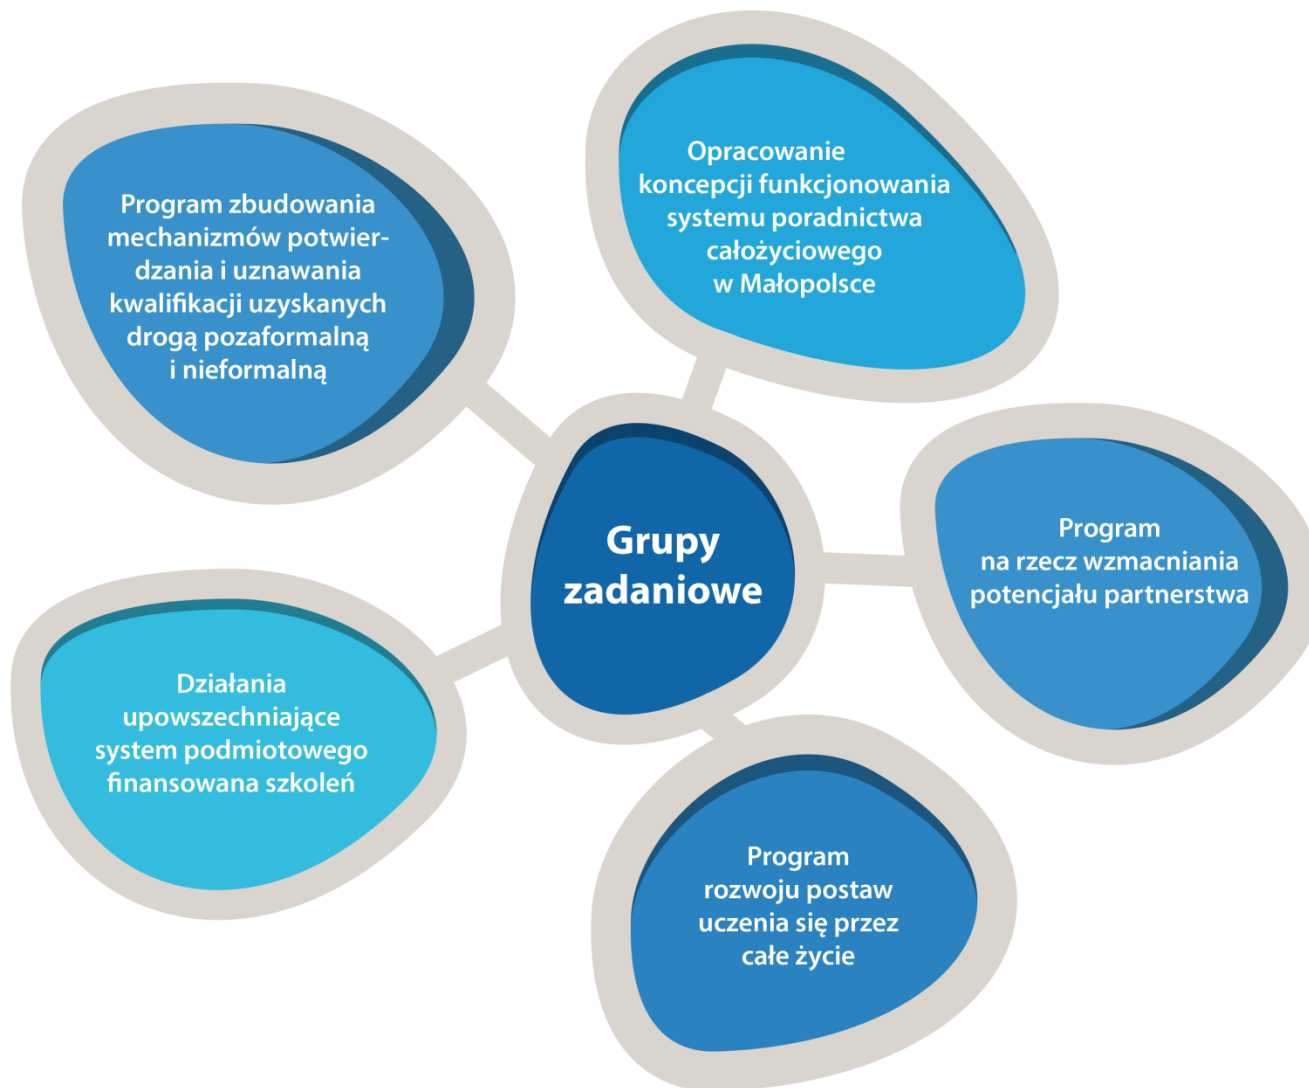 Opracowanie
koncepcji funkcjonowania
systemu poradnictwa
całożyciowego
w Małopolsce
Program zbudowania
mechanizmów potwier-
dzania i uznawania
kwalifikacji uzyskanych
drogą pozaformalną
i nieformalną
Grupy
zadaniowe
Program
na rzecz wzmacniania
potencjału partnerstwa
Działania
upowszechniające
system podmiotowego
finansowana szkoleń
Program
rozwoju postaw
uczenia się przez
całe życie